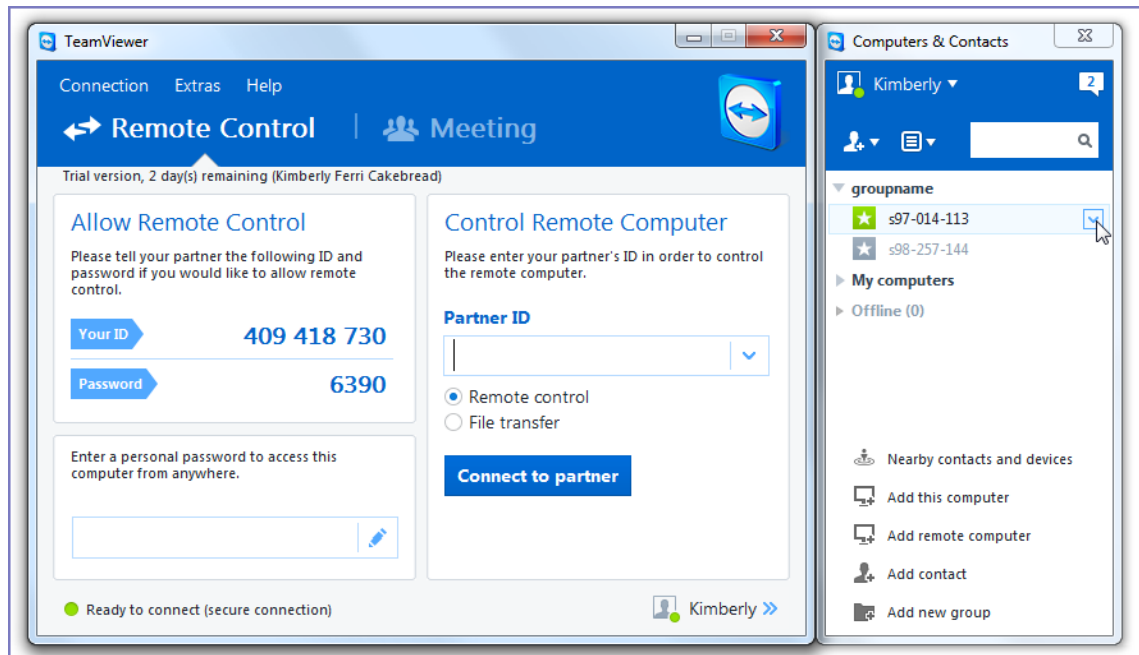 TeamViewer
Connection Extras Help
Remote Control Meeting
Trial version, 2 day(s) remaining (Kimberly Ferri Cakebread)
Allow Remote Control
Please tell your partner the following ID and
password if you would like to allow remote
control.
Your ID 409 418 730
Password 6390
Enter a personal password to access this
computer from anywhere.
Control Remote Computer
Please enter your partner's ID in order to control
the remote computer.
Partner ID
Remote control
File transfer
Connect to partner
Ready to connect (secure connection)
Kimberly
Computers & Contacts
Kimberly 2
groupname
s97-014-113
s98-257-144
My computers
Offline (0)
Nearby contacts and devices
Add this computer
Add remote computer
Add contact
Add new group